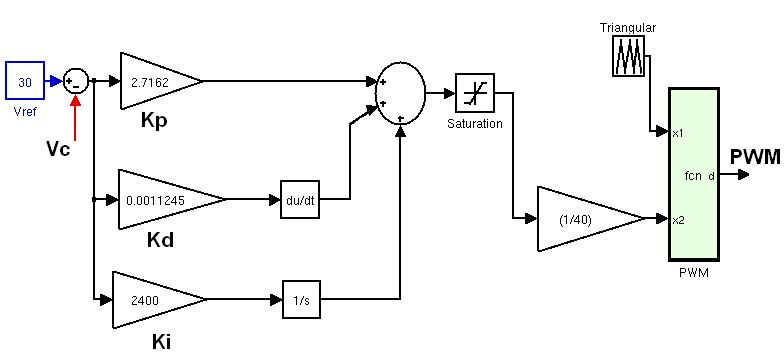 Triangular
30
+
-
2.7162
+
+
+
Vref
Kp
Saturation
x1
Vc
PWM
fcn
d
0.0011245
du/dt
(1/40)
x2
Kd
PWM
2400
1/s
Ki